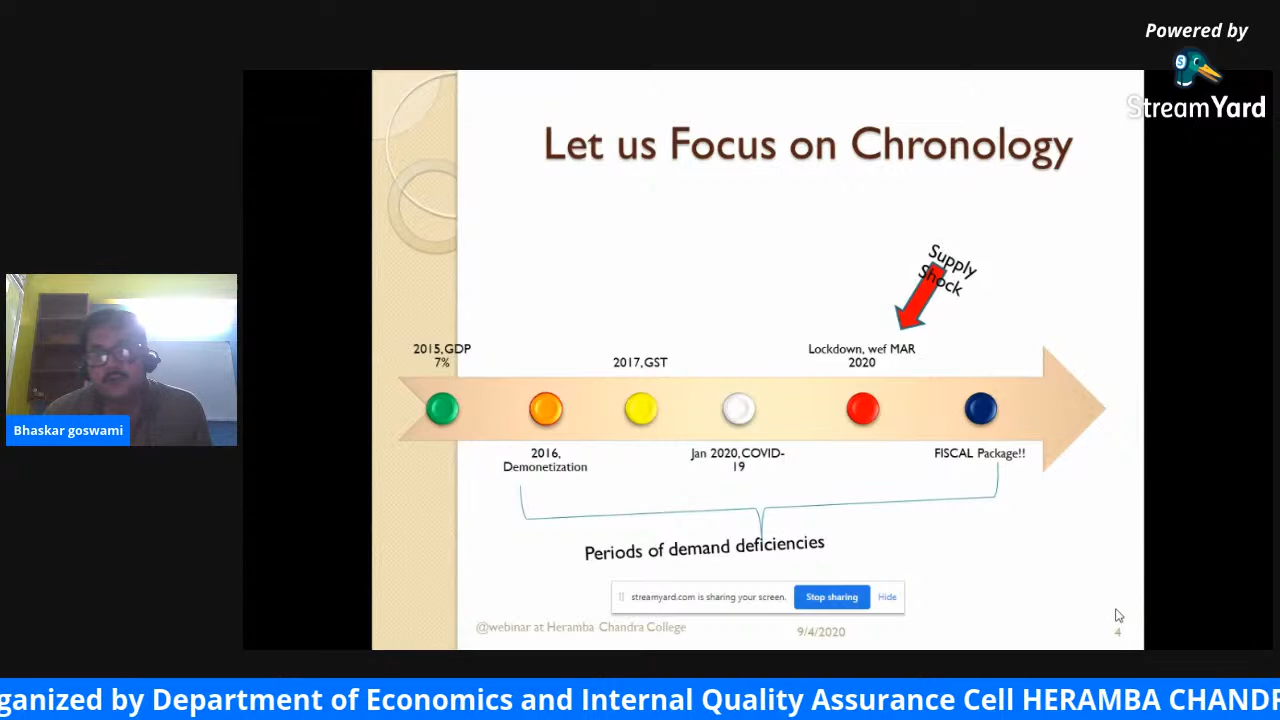 Powered by
StreamYard
Let us Focus on Chronology
Supply
Shock
2015,GDP
7%
2017,GST
Lockdown, wef MAR
2020
2016,
Demonetization
Jan 2020,COVID-
19
FISCAL Package!!
Periods of demand deficiencies
Bhaskar goswami
streamyard.com is sharing your screen.
Stop sharing
Hide
@webinar at Heramba Chandra College
9/4/2020
4
ganized by Department of Economics and Internal Quality Assurance Cell HERAMBA CHAND